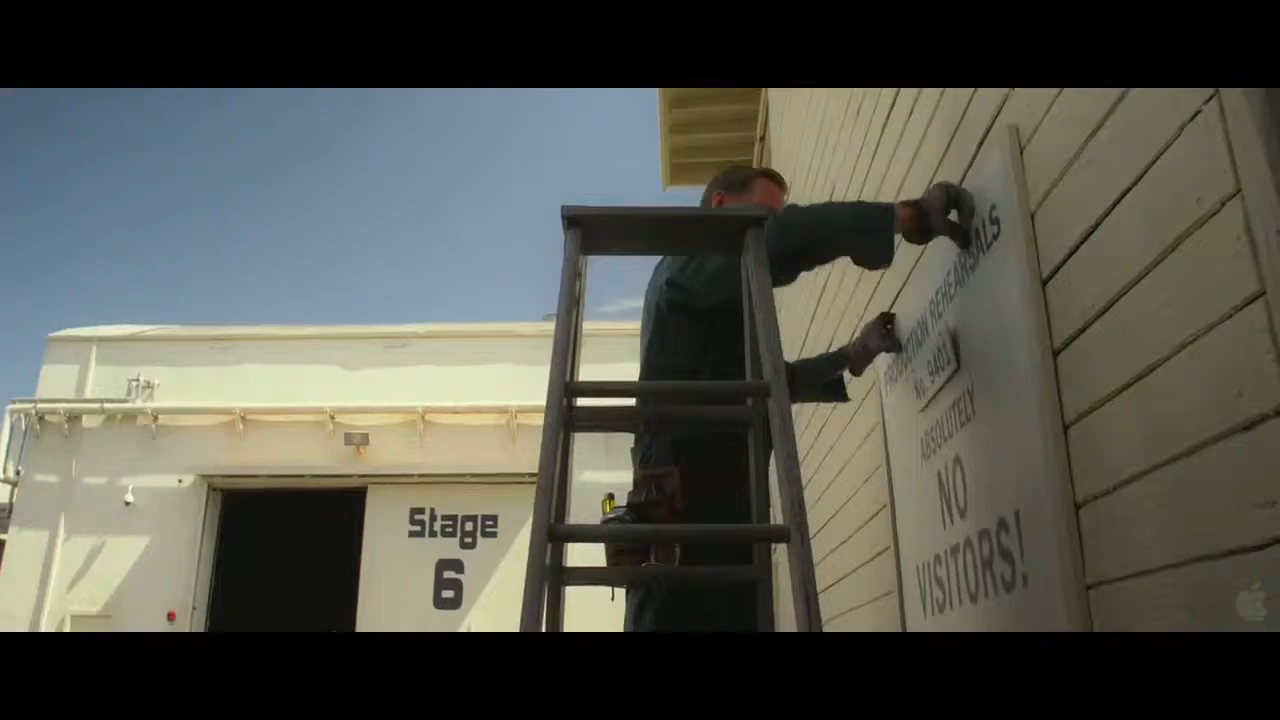 Stage
6
PRODUCTION REHEARSALS
No. 9401
ABSOLUTELY
NO
VISITORS!